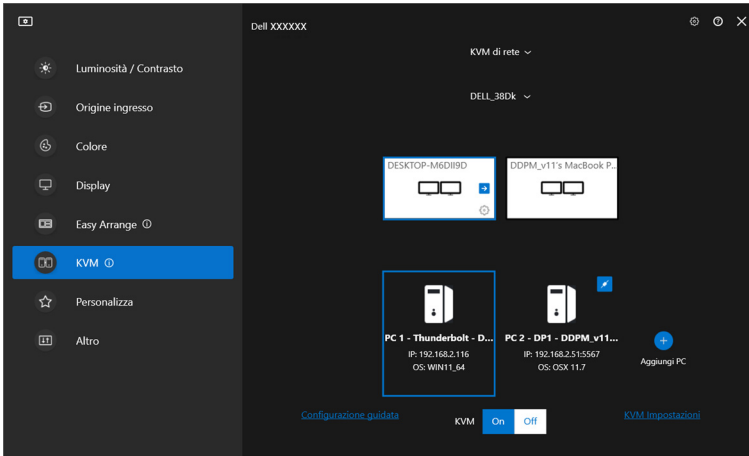 Dell XXXXXX
KVM di rete
Luminosità / Contrasto
Origine ingresso
Colore
Display
Easy Arrange
KVM
Personalizza
Altro
DELL_38Dk
DESKTOP-M6DII9D
DDPM_v11's MacBook P...
PC 1 - Thunderbolt - D...
IP: 192.168.2.116
OS: WIN11_64
PC 2 - DP1 - DDPM_v11...
IP: 192.168.2.51:5567
OS: OSX 11.7
Aggiungi PC
Configurazione guidata
KVM
On
Off
KVM Impostazioni